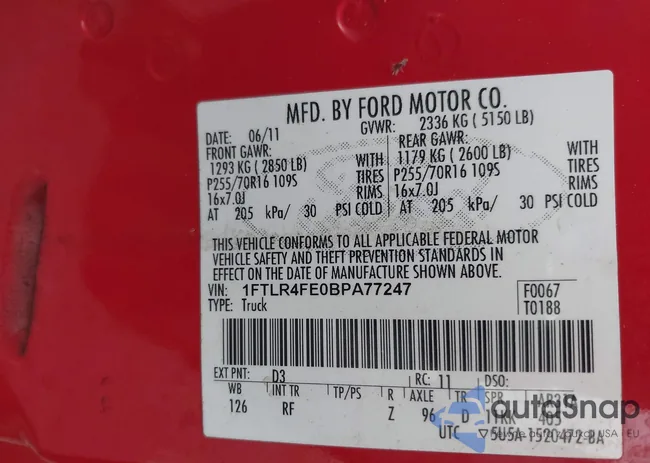 MFD. BY FORD MOTOR CO.
DATE: 06/11 GVWR: 2336 KG ( 5150 LB)
FRONT GAWR: REAR GAWR:
1293 KG ( 2850 LB) WITH 1179 KG ( 2600 LB) WITH
P255/70R16 109S TIRES P255/70R16 109S TIRES
16x7.0J RIMS 16x7.0J RIMS
AT 205 kPa/ 30 PSI COLD AT 205 kPa/ 30 PSI COLD
THIS VEHICLE CONFORMS TO ALL APPLICABLE FEDERAL MOTOR
VEHICLE SAFETY AND THEFT PREVENTION STANDARDS IN
EFFECT ON THE DATE OF MANUFACTURE SHOWN ABOVE.
VIN: 1FTLR4FE0BPA77247 F0067
TYPE: Truck T0188
EXT PNT: D3 RC: 11 DSO:
WB INT TR TP/PS R AXLE TR SPR
126 RF Z 96 D
UTC ▽5U5A-1520472-BA
autoSnap